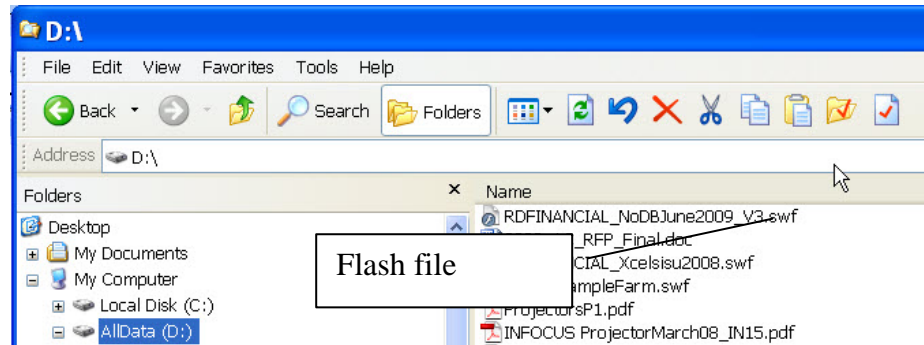 D:\
File Edit View Favorites Tools Help
Back Search Folders
Address D:\
Folders
Name
Desktop
My Documents
My Computer
Local Disk (C:)
AllData (D:)
RDFINANCIAL_NoDBJune2009_V3.swf
_RFP_Final.doc
CIAL_Xcelsisu2008.swf
ampleFarm.swf
ProjectorsP1.pdf
INFOCUS ProjectorMarch08_IN15.pdf
Flash file